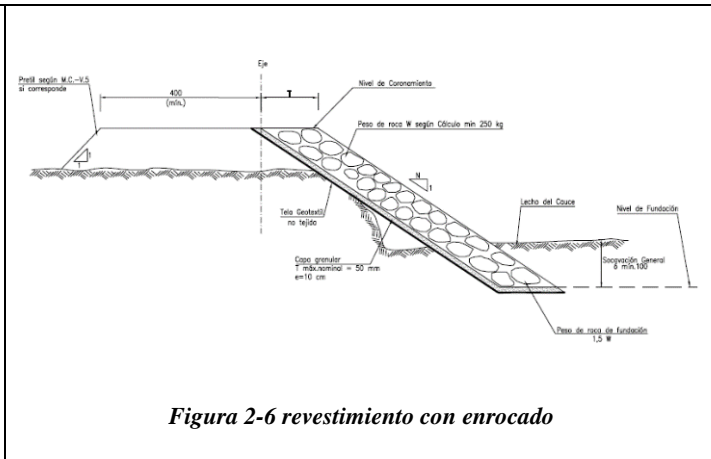 Eje
Pretil según M.C.-V.5
si corresponde
400
(mín.)
T
Nivel de Coronamiento
Peso de roca W según Cálculo min 250 kg
1
1
N
1
Tela Geotextil
no tejido
Lecho del Cauce
Nivel de Fundación
Capa granular
T máx.nominal = 50 mm
e=10 cm
Socavación General
ó mín.100
Peso de roca de fundación
1,5 W
Figura 2-6 revestimiento con enrocado